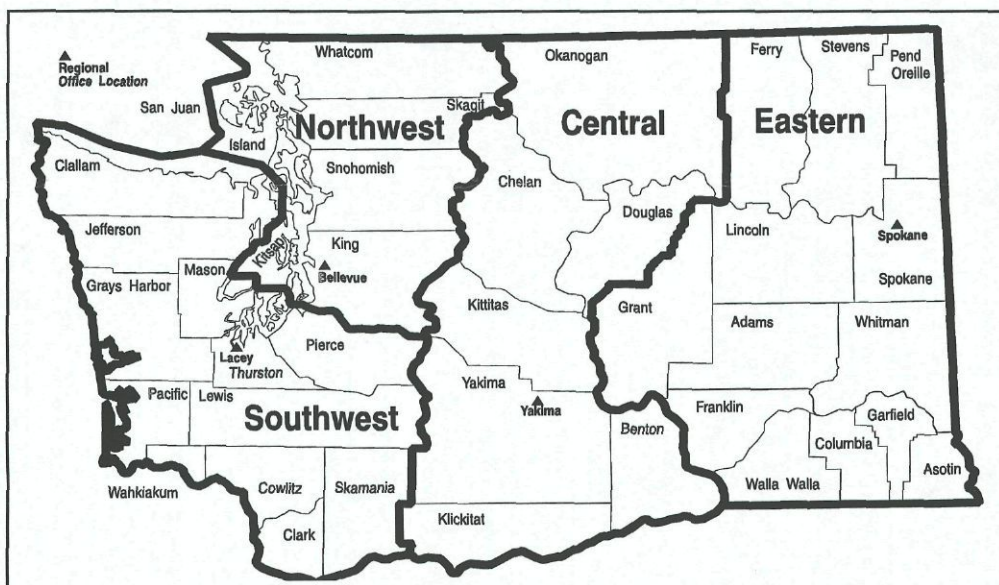 Regional
Office Location
San Juan
Whatcom
Skagit
Island
Northwest
Snohomish
King
Bellevue
Kitsap
Clallam
Jefferson
Mason
Grays Harbor
Lacey
Thurston
Pierce
Pacific
Lewis
Southwest
Wahkiakum
Cowlitz
Skamania
Clark
Okanogan
Central
Chelan
Douglas
Kittitas
Yakima
Yakima
Benton
Klickitat
Ferry
Stevens
Pend
Oreille
Eastern
Lincoln
Spokane
Spokane
Grant
Adams
Whitman
Franklin
Garfield
Columbia
Walla Walla
Asotin